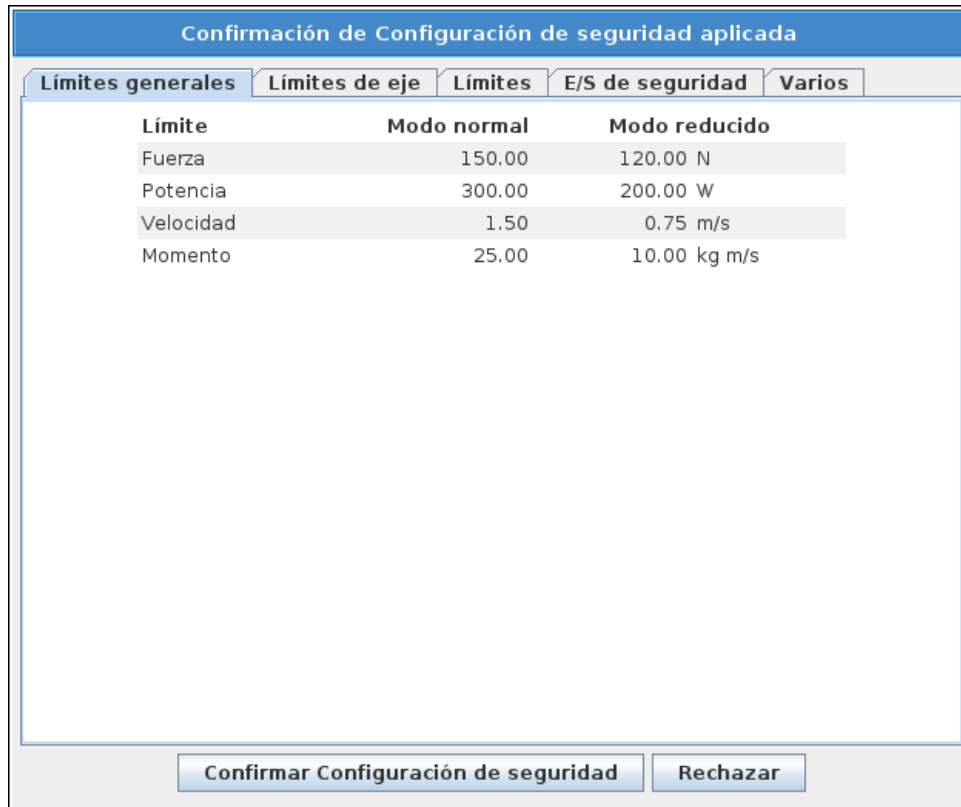 Confirmación de Configuración de seguridad aplicada
Límites generales Límites de eje Límites E/S de seguridad Varios
Límite Modo normal Modo reducido
Fuerza 150.00 120.00 N
Potencia 300.00 200.00 W
Velocidad 1.50 0.75 m/s
Momento 25.00 10.00 kg m/s
Confirmar Configuración de seguridad Rechazar